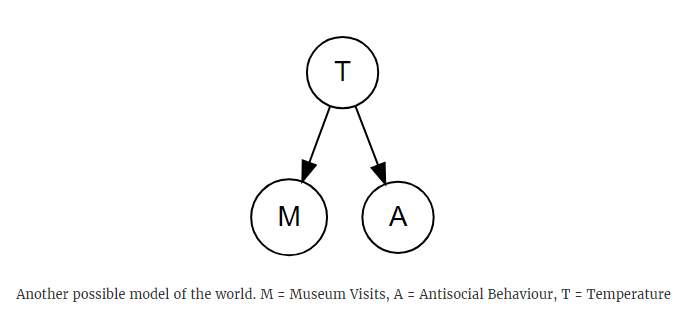 T
M
A
Another possible model of the world. M = Museum Visits, A = Antisocial Behaviour, T = Temperature